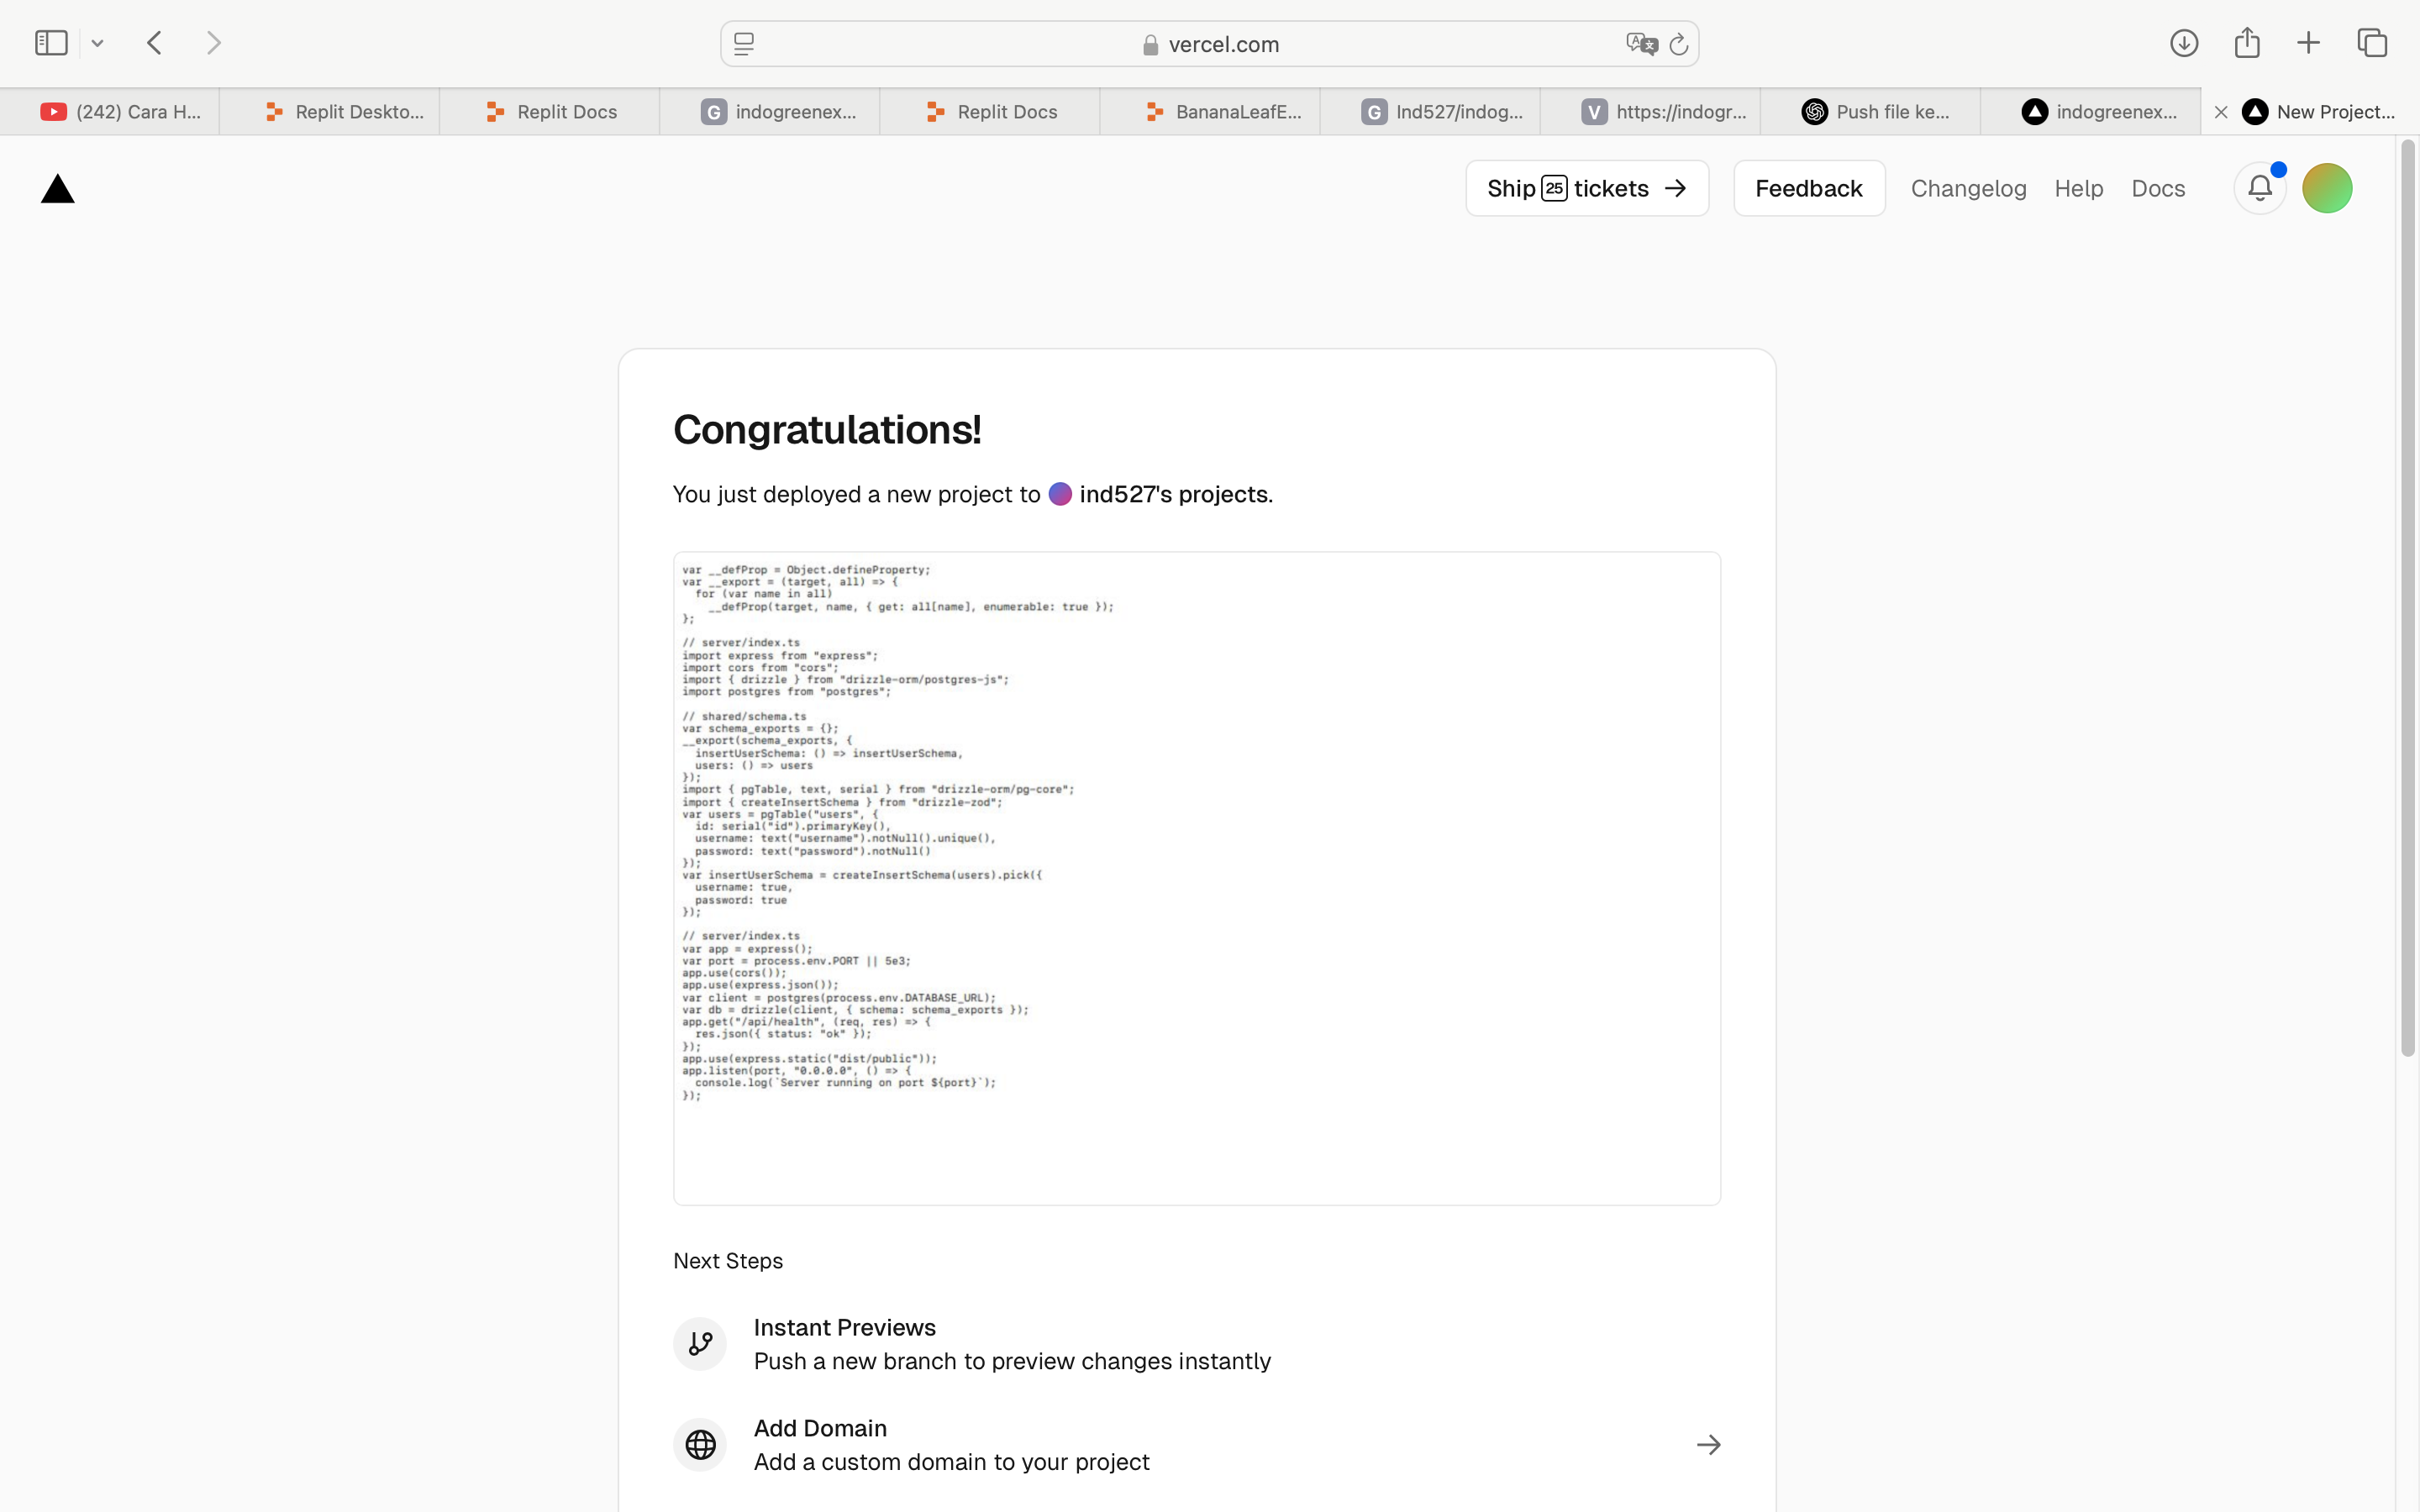 vercel.com
(242) Cara H...
Replit Deskto...
Replit Docs
G indogreenex...
Replit Docs
BananaLeafE...
G Ind527/indog...
V https://indogr...
Push file ke...
indogreenex...
New Project...
Ship 25 tickets →
Feedback
Changelog
Help
Docs
Congratulations!
You just deployed a new project to ind527's projects.
var __defProp = Object.defineProperty;
var __export = (target, all) => {
  for (var name in all)
    __defProp(target, name, { get: all[name], enumerable: true });
};
// server/index.ts
import express from "express";
import cors from "cors";
import { drizzle } from "drizzle-orm/postgres-js";
import postgres from "postgres";
// shared/schema.ts
var schema_exports = {};
__export(schema_exports, {
  insertUserSchema: () => insertUserSchema,
  users: () => users
});
import { pgTable, text, serial } from "drizzle-orm/pg-core";
import { createInsertSchema } from "drizzle-zod";
var users = pgTable("users", {
  id: serial("id").primaryKey(),
  username: text("username").notNull().unique(),
  password: text("password").notNull()
});
var insertUserSchema = createInsertSchema(users).pick({
  username: true,
  password: true
});
// server/index.ts
var app = express();
var port = process.env.PORT || 5e3;
app.use(cors());
app.use(express.json());
var client = postgres(process.env.DATABASE_URL);
var db = drizzle(client, { schema: schema_exports });
app.get("/api/health", (req, res) => {
  res.json({ status: "ok" });
});
app.use(express.static("dist/public"));
app.listen(port, "0.0.0.0", () => {
  console.log(`Server running on port ${port}`);
});
Next Steps
Instant Previews
Push a new branch to preview changes instantly
Add Domain
Add a custom domain to your project